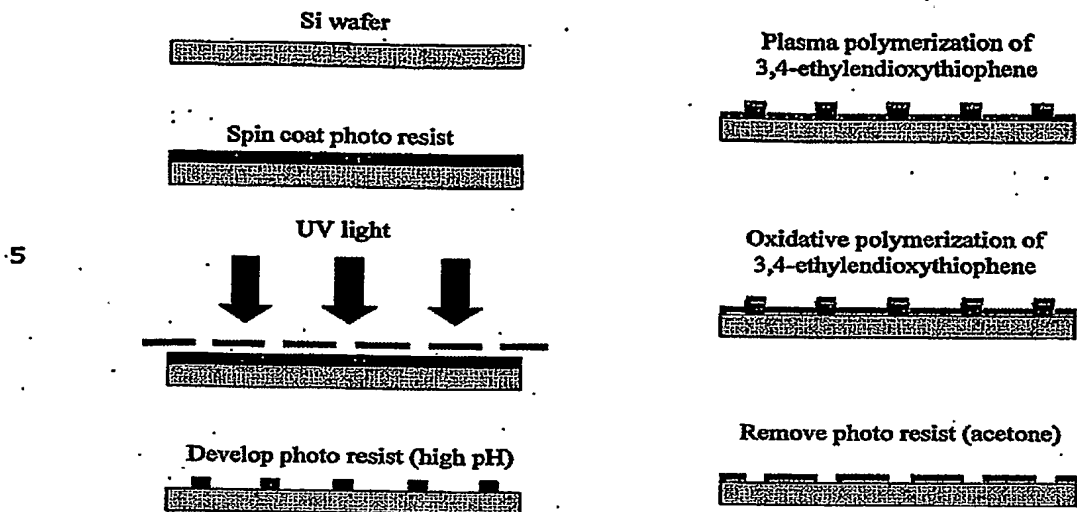 Si wafer
Spin coat photo resist
UV light
5
Develop photo resist (high pH)
Plasma polymerization of
3,4-ethylendioxythiophene
Oxidative polymerization of
3,4-ethylendioxythiophene
Remove photo resist (acetone)